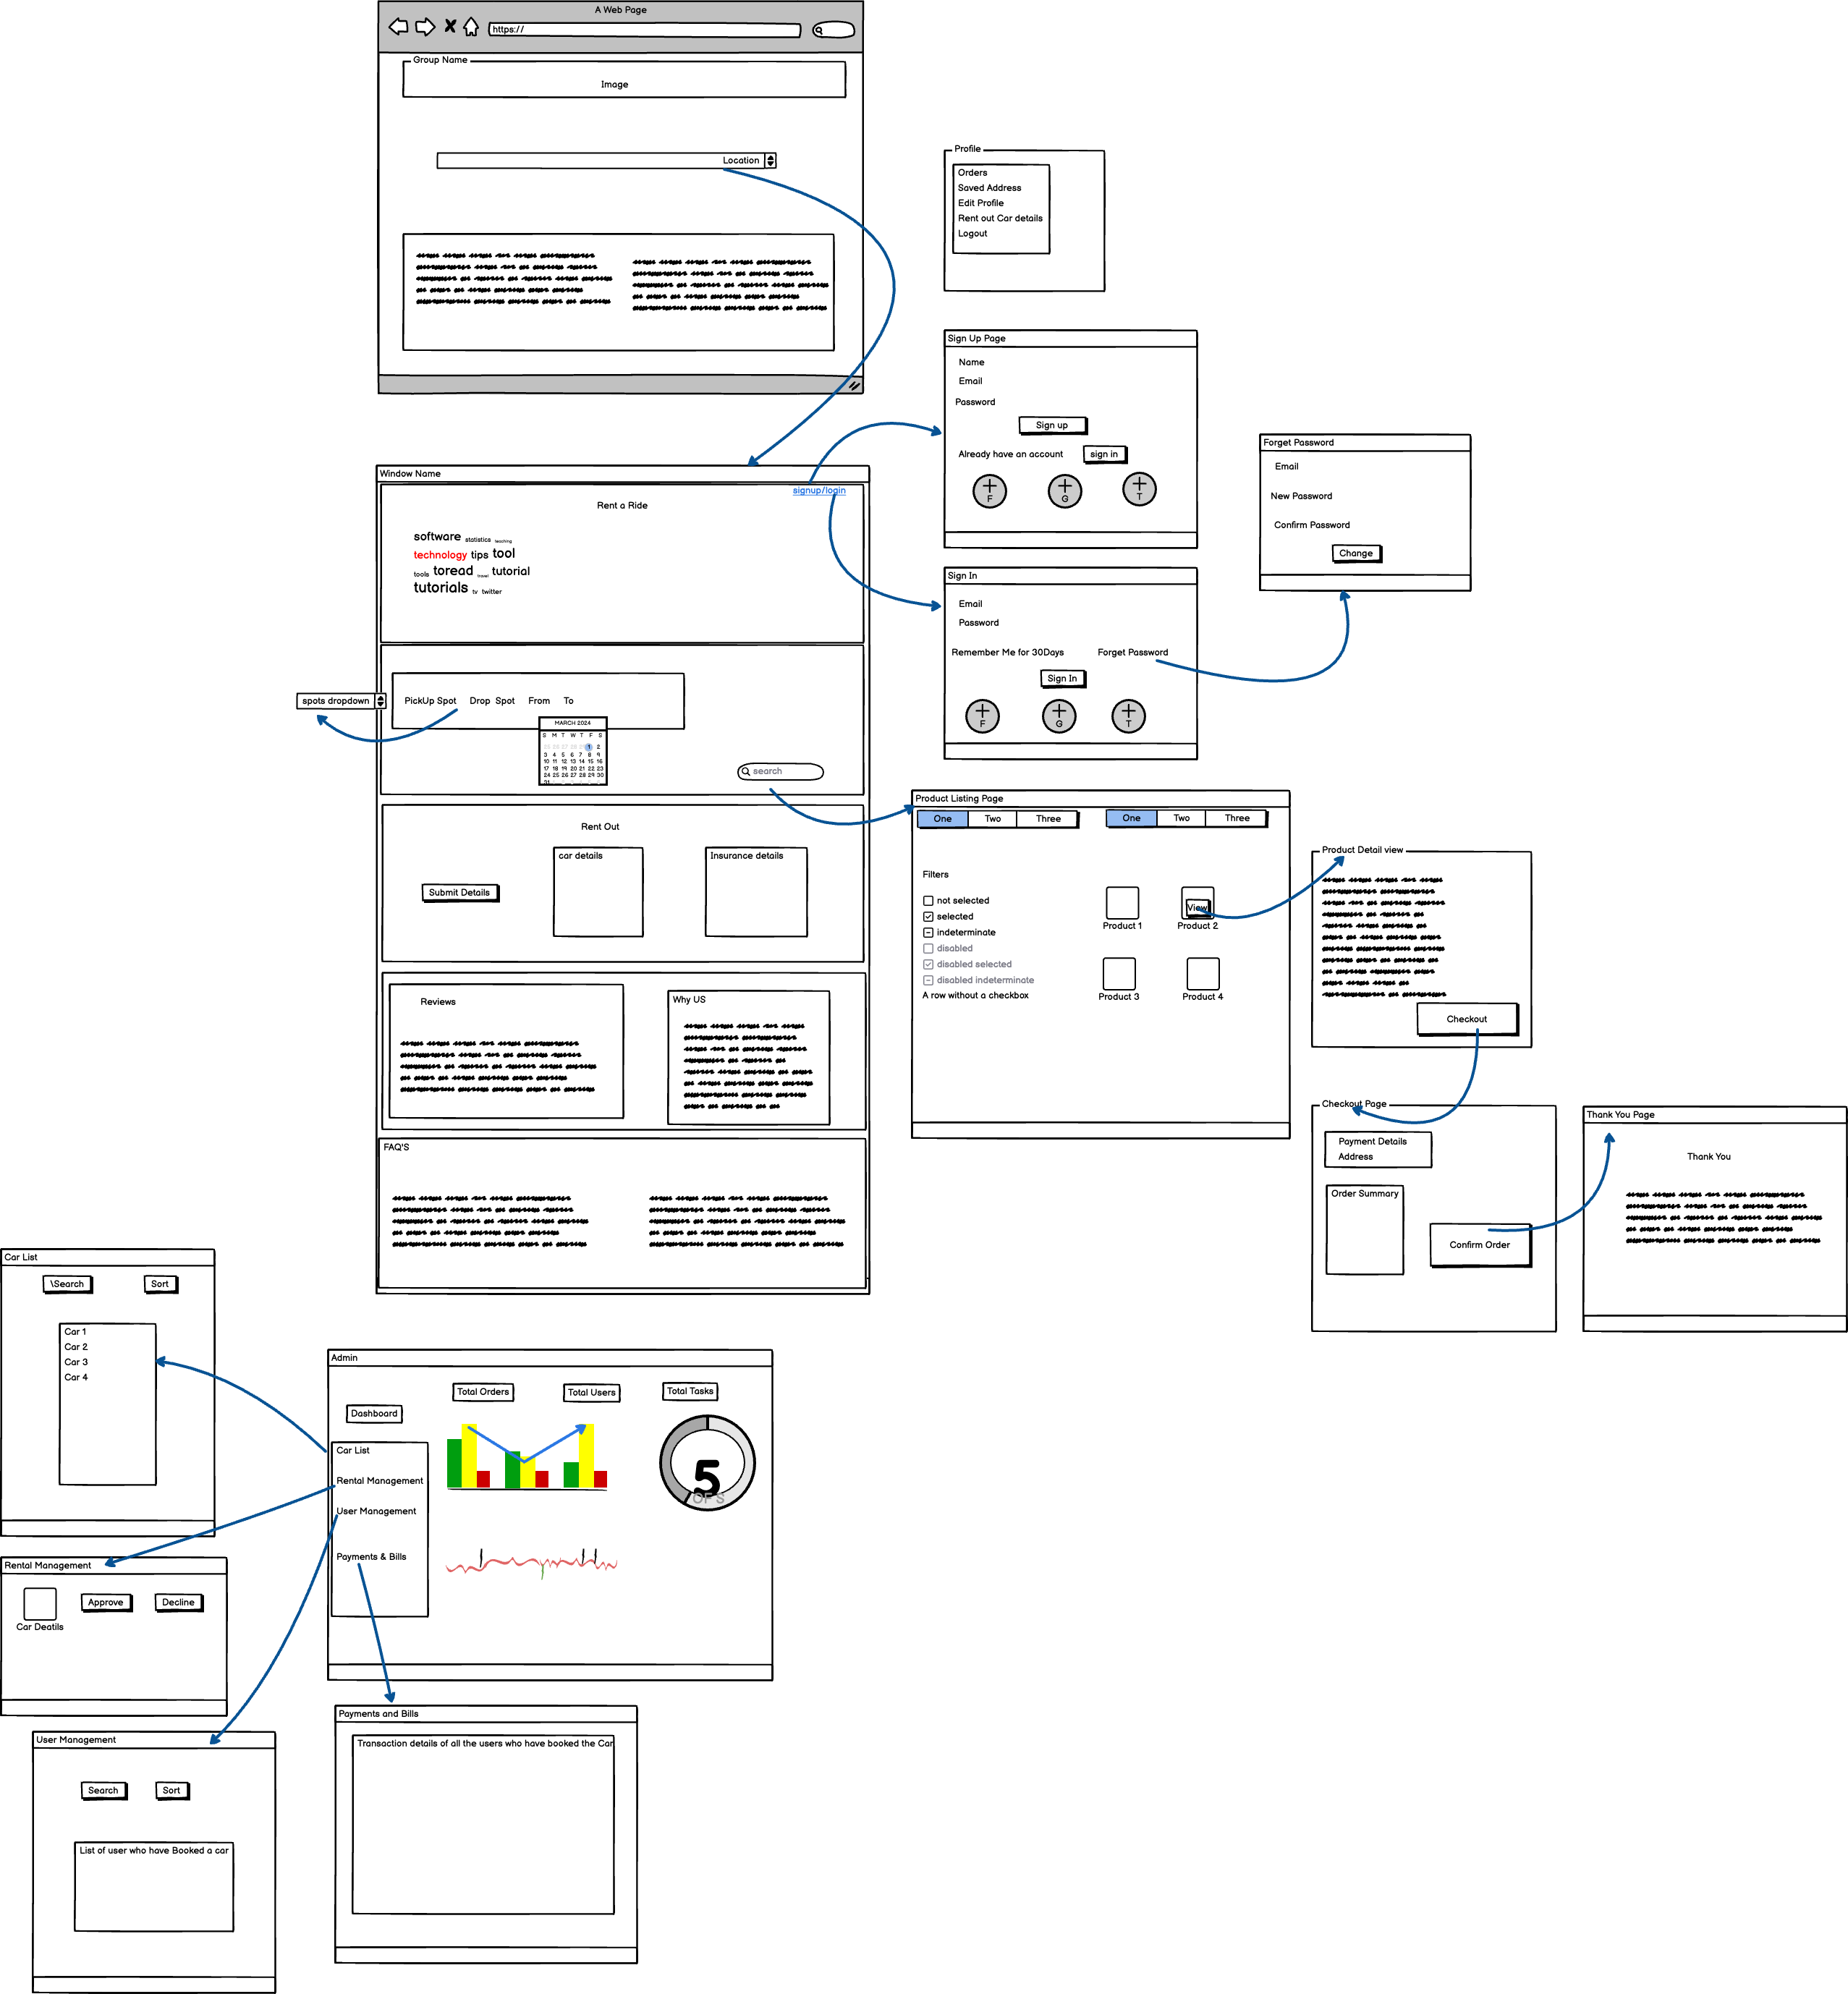 A Web Page
https://
Group Name
Image
Location
Profile
Orders
Saved Address
Edit Profile
Rent out Car details
Logout
Sign Up Page
Name
Email
Password
Sign up
Already have an account sign in
F G T
Forget Password
Email
New Password
Confirm Password
Change
Sign In
Email
Password
Remember Me for 30Days Forget Password
Sign In
F G T
Window Name
signup/login
Rent a Ride
software statistics teaching
technology tips tool
tools toread travel tutorial
tutorials tv twitter
spots dropdown
PickUp Spot Drop Spot From To
MARCH 2024
S M T W T F S
25 26 27 28 29 1 2
3 4 5 6 7 8 9
10 11 12 13 14 15 16
17 18 19 20 21 22 23
24 25 26 27 28 29 30
31
search
Rent Out
Submit Details
car details
Insurance details
Reviews
Why US
FAQ'S
Product Listing Page
One Two Three One Two Three
Filters
not selected
selected
indeterminate
disabled
disabled selected
disabled indeterminate
A row without a checkbox
View
Product 1 Product 2
Product 3 Product 4
Product Detail view
Checkout
Checkout Page
Payment Details
Address
Order Summary
Confirm Order
Thank You Page
Thank You
Car List
\Search Sort
Car 1
Car 2
Car 3
Car 4
Admin
Total Orders Total Users Total Tasks
Dashboard
Car List
Rental Management
User Management
Payments & Bills
5
OF S
Rental Management
Approve Decline
Car Deatils
User Management
Search Sort
List of user who have Booked a car
Payments and Bills
Transaction details of all the users who have booked the Car